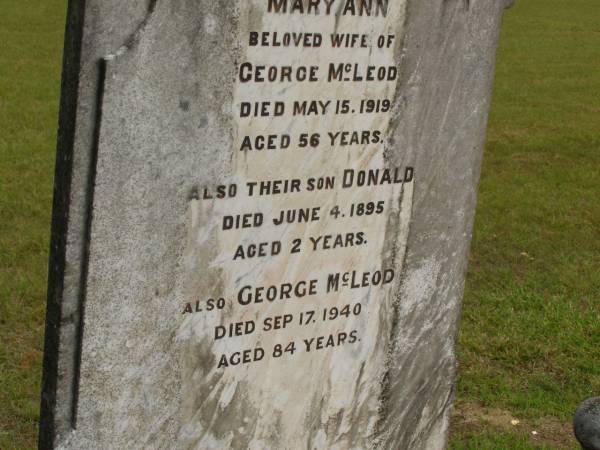 MARY ANN
BELOVED WIFE OF
GEORGE McLEOD
DIED MAY 15. 1919
AGED 56 YEARS.
ALSO THEIR SON DONALD
DIED JUNE 4. 1895
AGED 2 YEARS.
ALSO GEORGE McLEOD
DIED SEP 17. 1940
AGED 84 YEARS.